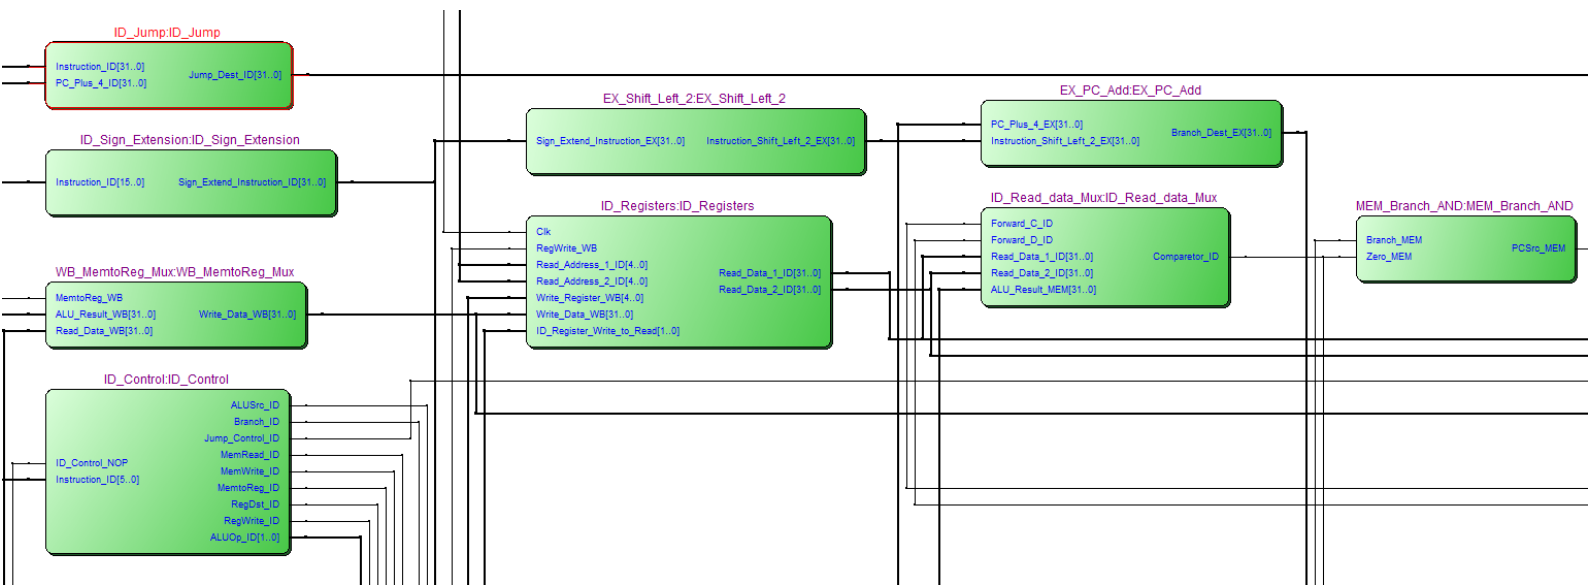 ID_Jump:ID_Jump
Instruction_ID[31..0]
PC_Plus_4_ID[31..0]
Jump_Dest_ID[31..0]
ID_Sign_Extension:ID_Sign_Extension
Instruction_ID[15..0]
Sign_Extend_Instruction_ID[31..0]
WB_MemtoReg_Mux:WB_MemtoReg_Mux
MemtoReg_WB
ALU_Result_WB[31..0]
Read_Data_WB[31..0]
Write_Data_WB[31..0]
ID_Control:ID_Control
ID_Control_NOP
Instruction_ID[5..0]
ALUSrc_ID
Branch_ID
Jump_Control_ID
MemRead_ID
MemWrite_ID
MemtoReg_ID
RegDst_ID
RegWrite_ID
ALUOp_ID[1..0]
EX_Shift_Left_2:EX_Shift_Left_2
Sign_Extend_Instruction_EX[31..0]
Instruction_Shift_Left_2_EX[31..0]
ID_Registers:ID_Registers
Clk
RegWrite_WB
Read_Address_1_ID[4..0]
Read_Address_2_ID[4..0]
Write_Register_WB[4..0]
Write_Data_WB[31..0]
ID_Register_Write_to_Read[1..0]
Read_Data_1_ID[31..0]
Read_Data_2_ID[31..0]
EX_PC_Add:EX_PC_Add
PC_Plus_4_EX[31..0]
Instruction_Shift_Left_2_EX[31..0]
Branch_Dest_EX[31..0]
ID_Read_data_Mux:ID_Read_data_Mux
Forward_C_ID
Forward_D_ID
Read_Data_1_ID[31..0]
Read_Data_2_ID[31..0]
ALU_Result_MEM[31..0]
Comparetor_ID
MEM_Branch_AND:MEM_Branch_AND
Branch_MEM
Zero_MEM
PCSrc_MEM